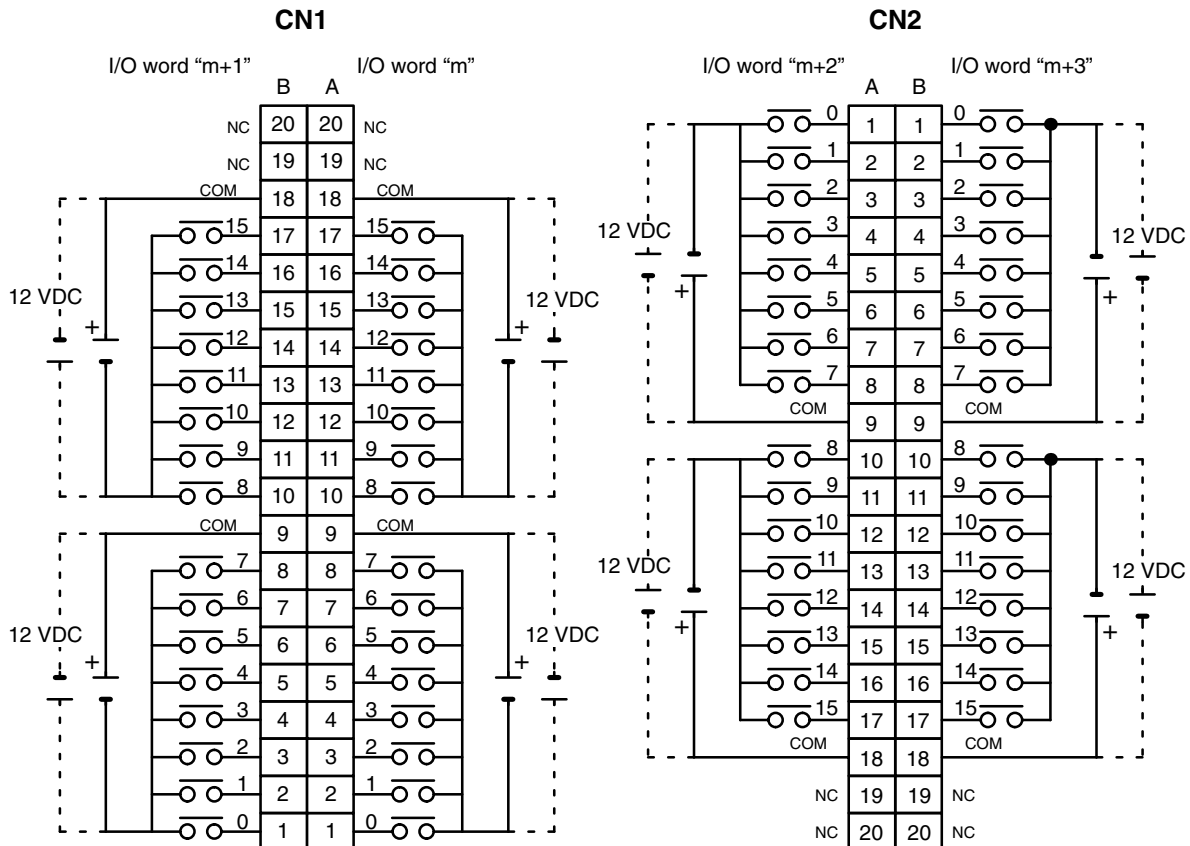 CN1
I/O word “m+1” I/O word “m”
B A
NC 20 20 NC
NC 19 19 NC
COM 18 18 COM
15 17 17 15
14 16 16 14
13 15 15 13
12 VDC 12 VDC
+ 12 14 14 12 +
11 13 13 11
10 12 12 10
9 11 11 9
8 10 10 8
COM 9 9 COM
7 8 8 7
6 7 7 6
12 VDC 5 6 6 5 12 VDC
+ 4 5 5 4 +
3 4 4 3
2 3 3 2
1 2 2 1
0 1 1 0
CN2
I/O word “m+2” I/O word “m+3”
A B
0 1 1 0
1 2 2 1
2 3 3 2
12 VDC 3 4 4 3 12 VDC
4 5 5 4
+ 5 6 6 5 +
6 7 7 6
7 8 8 7
COM 9 9 COM
8 10 10 8
9 11 11 9
10 12 12 10
12 VDC 11 13 13 11 12 VDC
12 14 14 12
+ 13 15 15 13 +
14 16 16 14
15 17 17 15
COM 18 18 COM
NC 19 19 NC
NC 20 20 NC